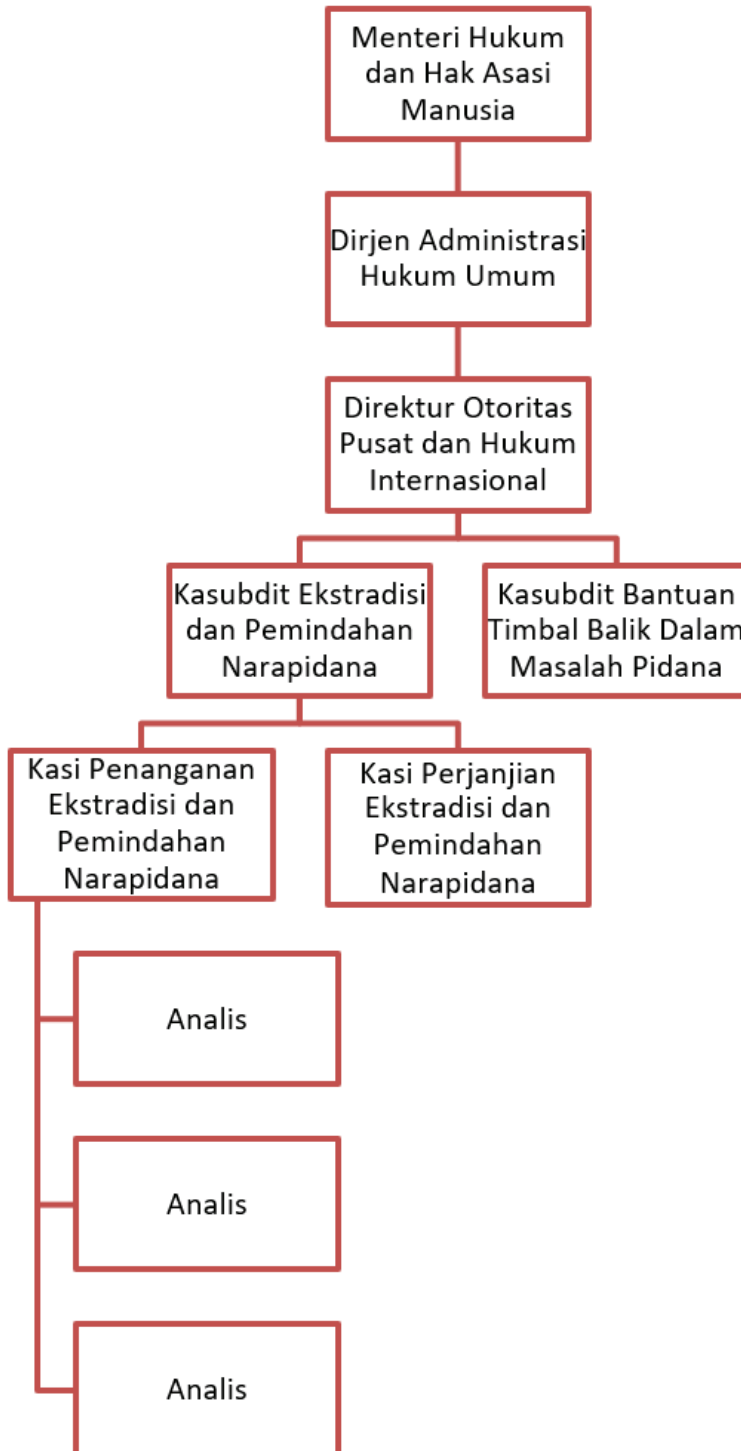 Menteri Hukum
dan Hak Asasi
Manusia
Dirjen Administrasi
Hukum Umum
Direktur Otoritas
Pusat dan Hukum
Internasional
Kasubdit Ekstradisi
dan Pemindahan
Narapidana
Kasubdit Bantuan
Timbal Balik Dalam
Masalah Pidana
Kasi Penanganan
Ekstradisi dan
Pemindahan
Narapidana
Kasi Perjanjian
Ekstradisi dan
Pemindahan
Narapidana
Analis
Analis
Analis